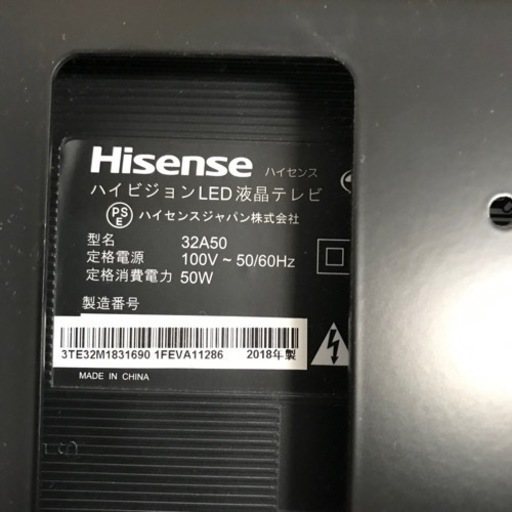 Hisense ハイセンス
ハイビジョンLED液晶テレビ
PSE ハイセンスジャパン株式会社
型名 32A50
定格電源 100V ~ 50/60Hz
定格消費電力 50W
製造番号
3TE32M1831690 1FEVA11286 2018年製
MADE IN CHINA